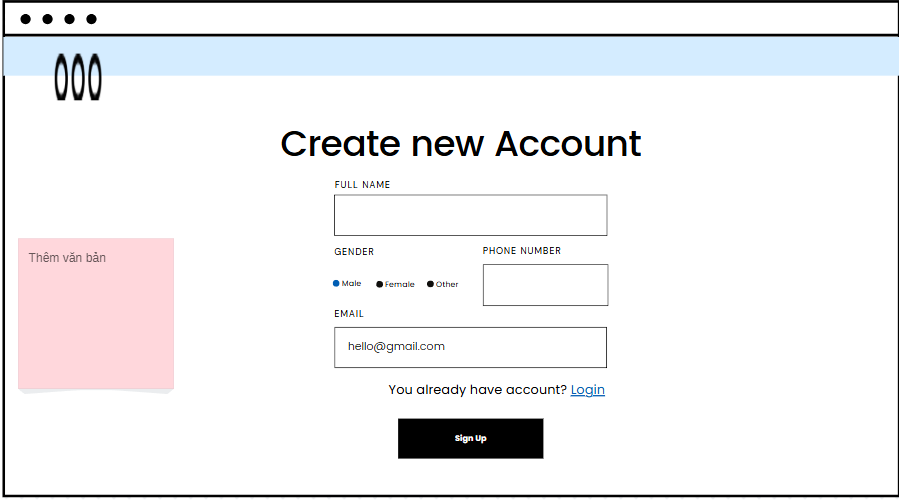 Create new Account
FULL NAME
GENDER
PHONE NUMBER
Male Female Other
EMAIL
hello@gmail.com
You already have account? Login
Sign Up
Thêm văn bản